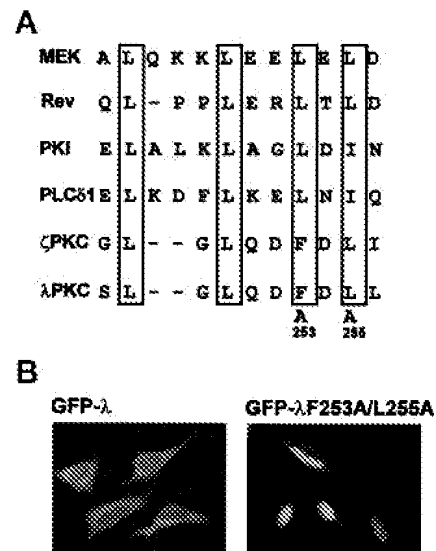 A
MEK A L Q K K L E E L E L D
Rev Q L - P P L E R L T L D
PKI E L A L K L A G L D I N
PLCδ1 E L K D F L K E L N I Q
ζPKC G L - - G L Q D F D L I
λPKC S L - - G L Q D F D L L
A A
253 255
B
GFP-λ GFP-λF253A/L255A